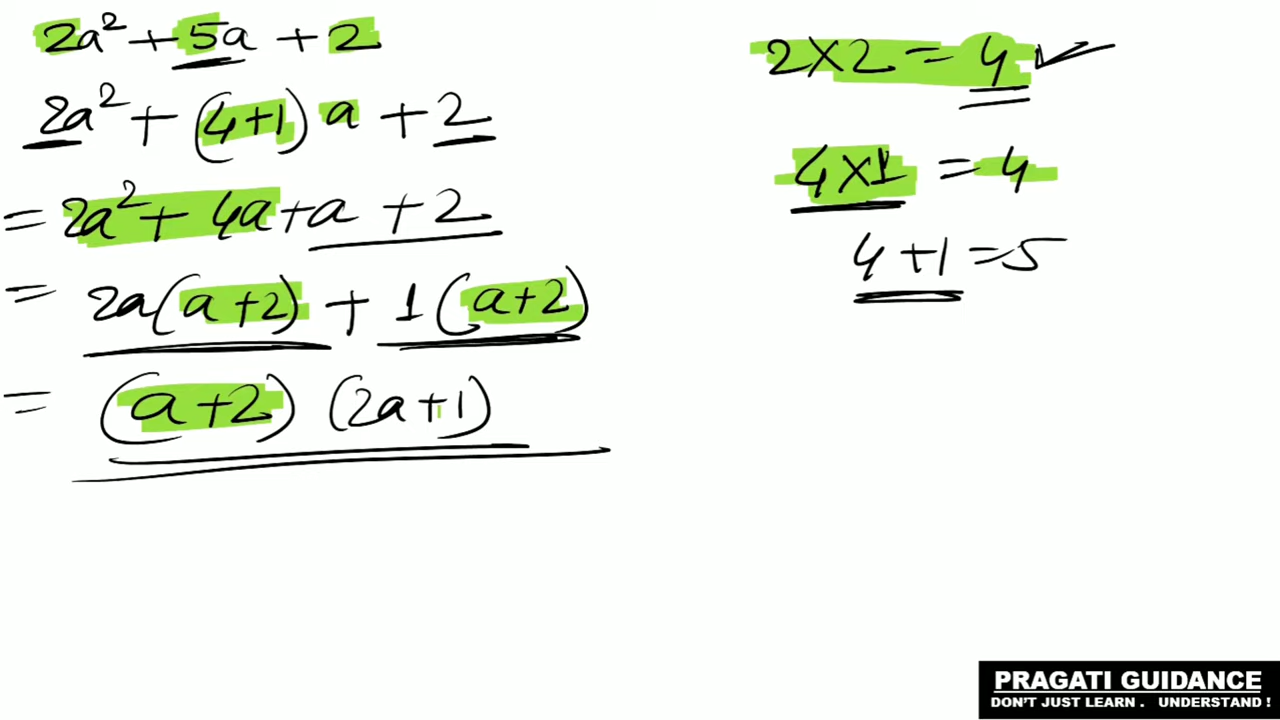 2a² + 5a + 2
2a² + (4+1) a + 2
= 2a² + 4a + a + 2
= 2a(a+2) + 1(a+2)
= (a+2) (2a+1)
2×2 = 4 ✓
4×1 = 4
4+1=5
PRAGATI GUIDANCE
DON'T JUST LEARN . UNDERSTAND !